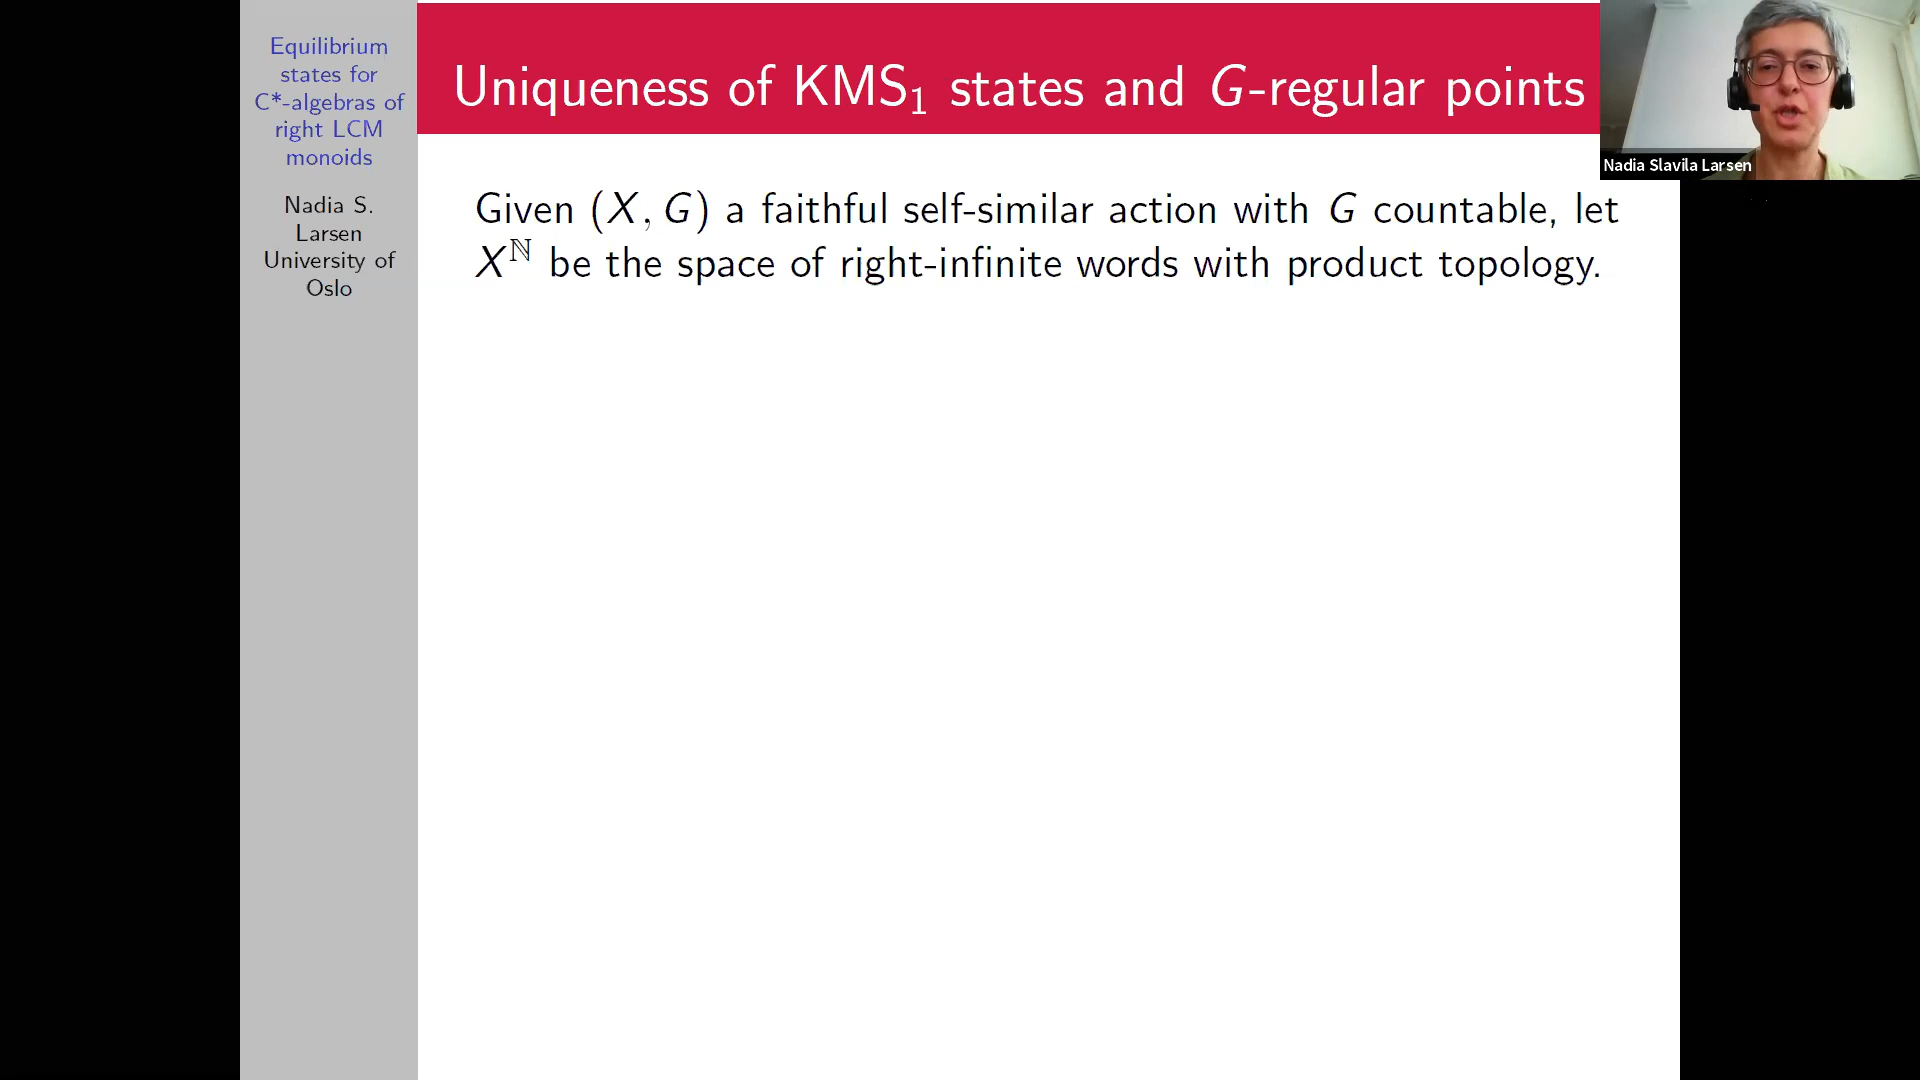 Equilibrium
states for
C*-algebras of
right LCM
monoids
Nadia S.
Larsen
University of
Oslo
Uniqueness of KMS₁ states and G-regular points
Given (X, G) a faithful self-similar action with G countable, let
X^ℕ be the space of right-infinite words with product topology.
Nadia Slavila Larsen